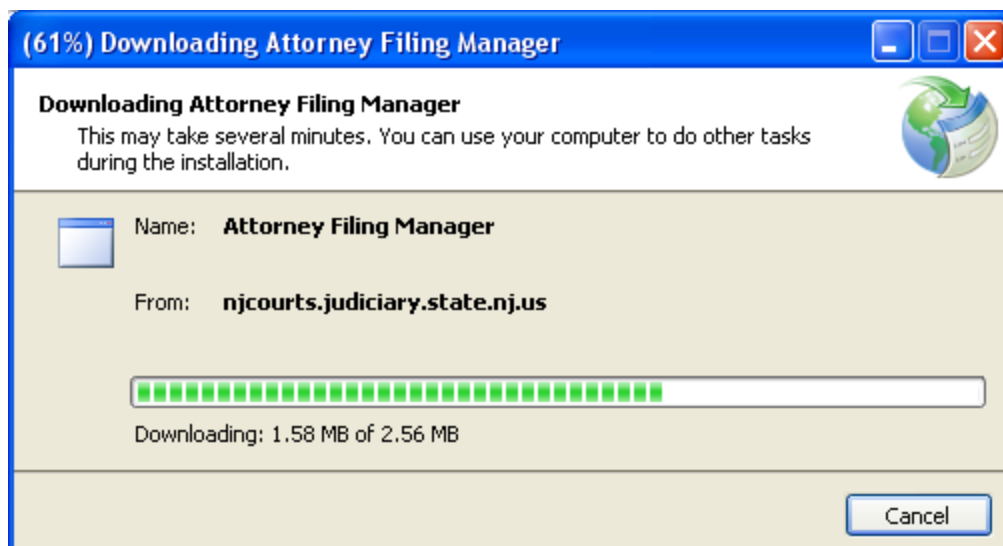 (61%) Downloading Attorney Filing Manager
Downloading Attorney Filing Manager
This may take several minutes. You can use your computer to do other tasks
during the installation.
Name: Attorney Filing Manager
From: njcourts.judiciary.state.nj.us
Downloading: 1.58 MB of 2.56 MB
Cancel